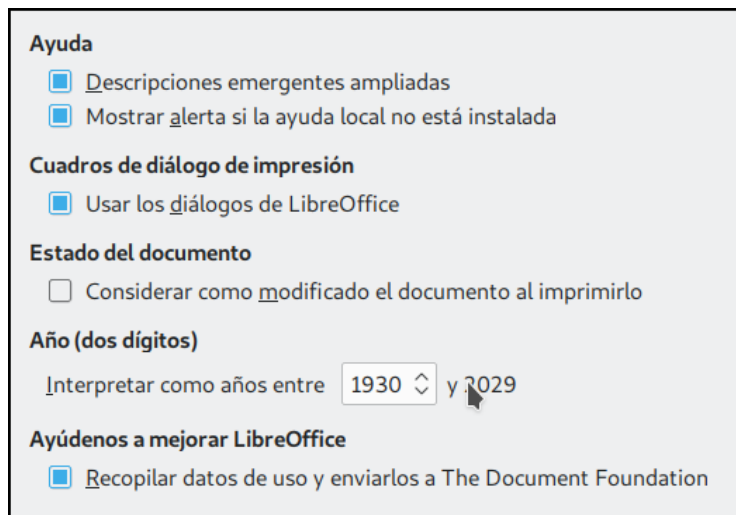 Ayuda
Descripciones emergentes ampliadas
Mostrar alerta si la ayuda local no está instalada
Cuadros de diálogo de impresión
Usar los diálogos de LibreOffice
Estado del documento
Considerar como modificado el documento al imprimirlo
Año (dos dígitos)
Interpretar como años entre 1930 y 2029
Ayúdenos a mejorar LibreOffice
Recopilar datos de uso y enviarlos a The Document Foundation